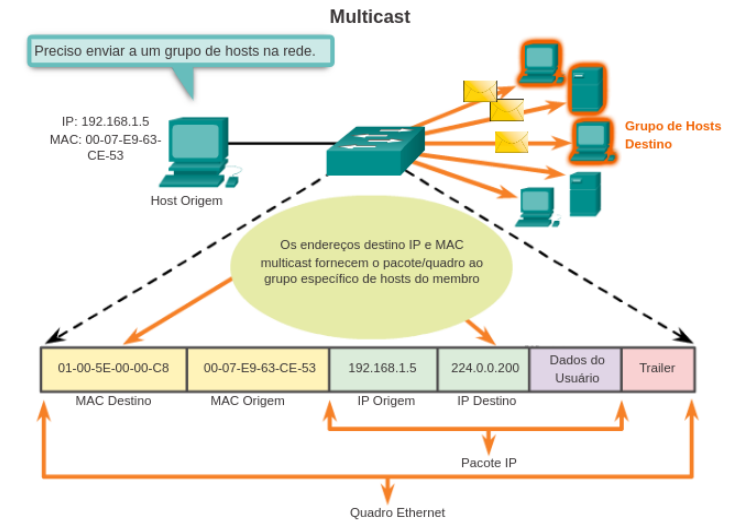 Multicast
Preciso enviar a um grupo de hosts na rede.
IP: 192.168.1.5
MAC: 00-07-E9-63-
CE-53
Host Origem
Grupo de Hosts
Destino
Os endereços destino IP e MAC
multicast fornecem o pacote/quadro ao
grupo específico de hosts do membro
01-00-5E-00-00-C8
00-07-E9-63-CE-53
192.168.1.5
224.0.0.200
Dados do
Usuário
Trailer
MAC Destino
MAC Origem
IP Origem
IP Destino
Pacote IP
Quadro Ethernet